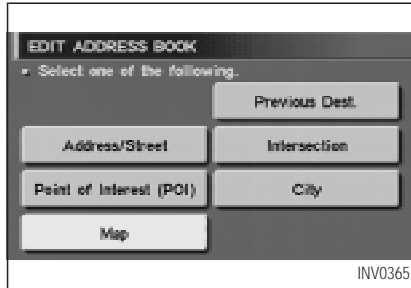 EDIT ADDRESS BOOK
Select one of the following.
Previous Dest.
Address/Street
Intersection
Point of Interest (POI)
City
Map
INV0365